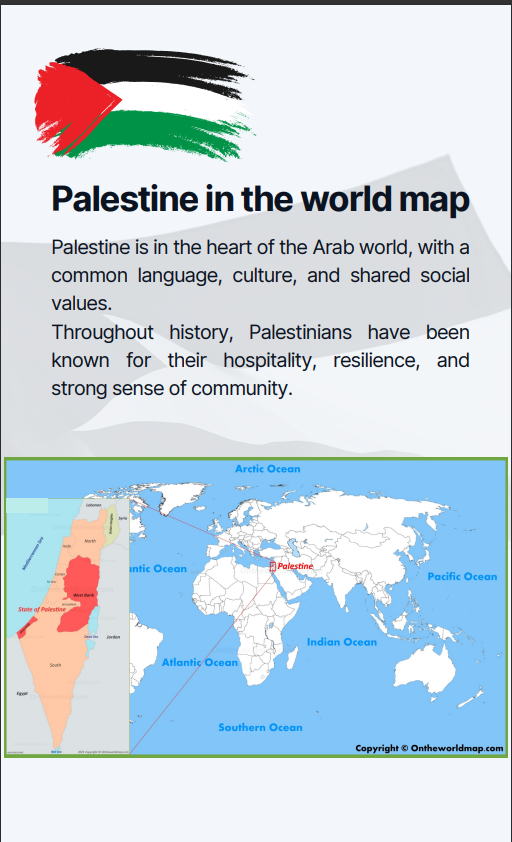 Palestine in the world map
Palestine is in the heart of the Arab world, with a
common language, culture, and shared social
values.
Throughout history, Palestinians have been
known for their hospitality, resilience, and
strong sense of community.
Arctic Ocean
Lebanon
Syria
Mediterranean Sea
North
Haifa
West Bank
State of Palestine
Dead Sea
Jordan
South
Egypt
ntic Ocean
Palestine
Pacific Ocean
Indian Ocean
Atlantic Ocean
Southern Ocean
Copyright © Ontheworldmap.com